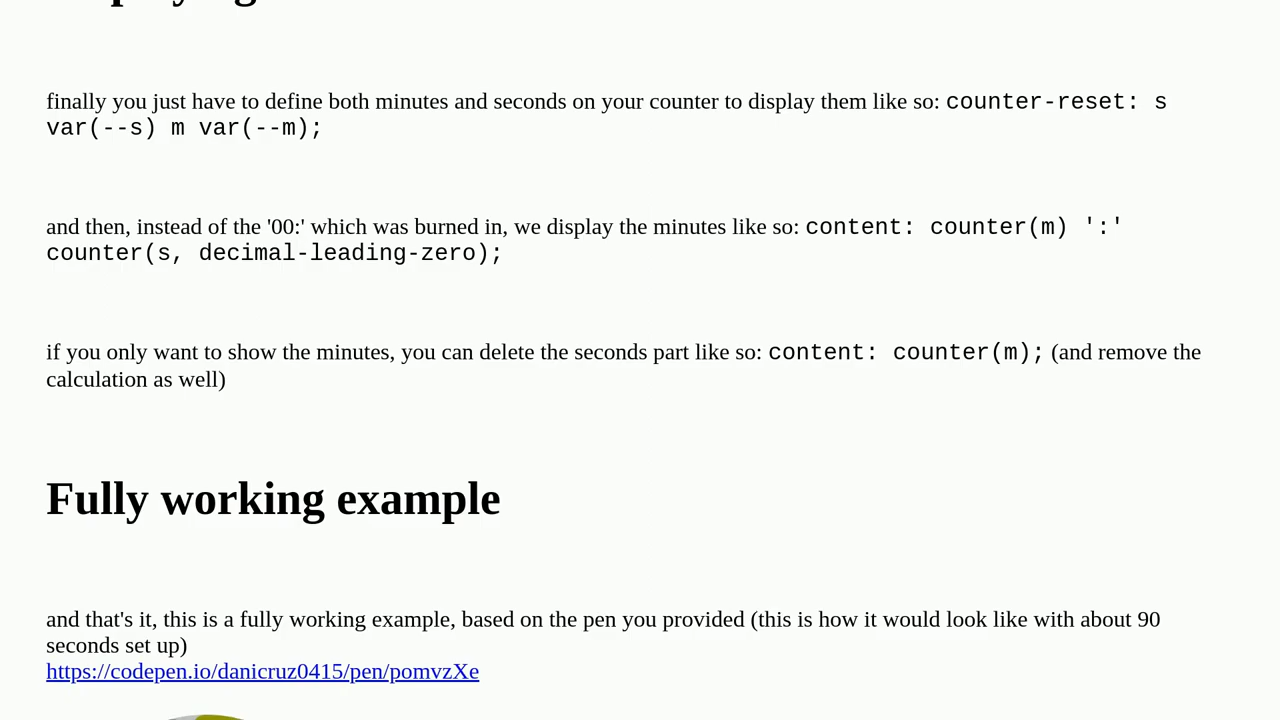 finally you just have to define both minutes and seconds on your counter to display them like so: counter-reset: s
var(--s) m var(--m);
and then, instead of the '00:' which was burned in, we display the minutes like so: content: counter(m) ':'
counter(s, decimal-leading-zero);
if you only want to show the minutes, you can delete the seconds part like so: content: counter(m); (and remove the
calculation as well)
Fully working example
and that's it, this is a fully working example, based on the pen you provided (this is how it would look like with about 90
seconds set up)
https://codepen.io/danicruz0415/pen/pomvzXe